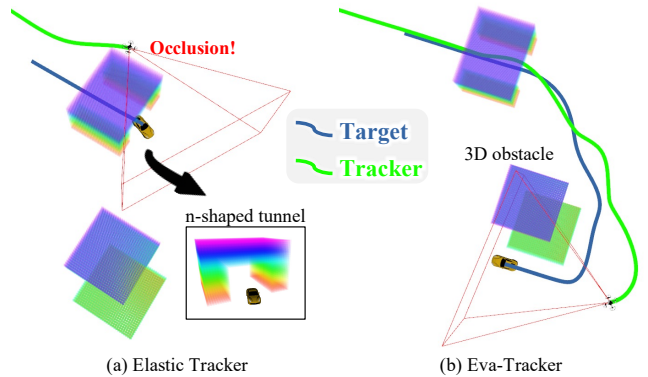 Occlusion!
Target
Tracker
3D obstacle
n-shaped tunnel
(a) Elastic Tracker
(b) Eva-Tracker